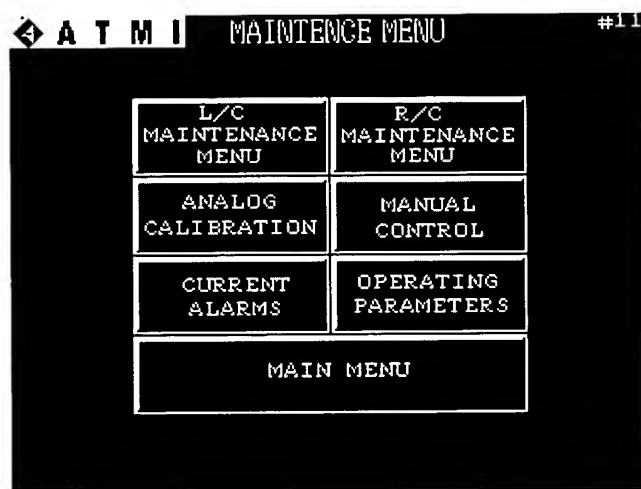 ATMI MAINTENCE MENU #11
L/C
MAINTENANCE
MENU
R/C
MAINTENANCE
MENU
ANALOG
CALIBRATION
MANUAL
CONTROL
CURRENT
ALARMS
OPERATING
PARAMETERS
MAIN MENU